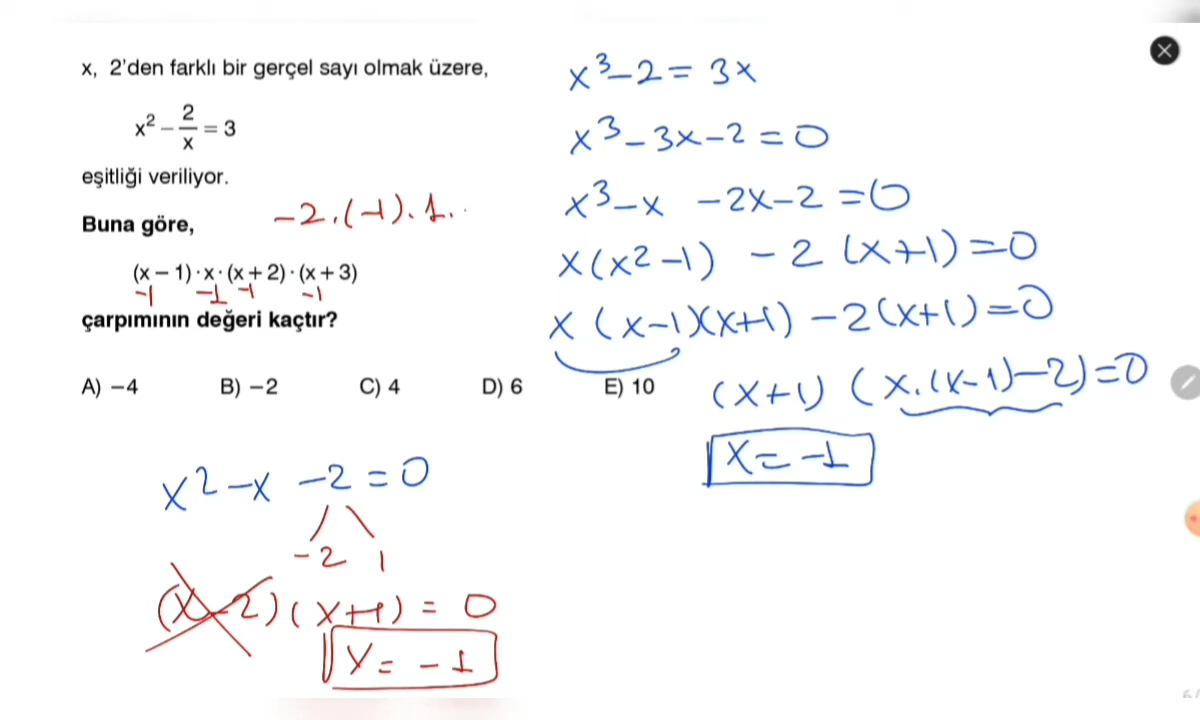 x, 2'den farklı bir gerçel sayı olmak üzere,
x² − 2/x = 3
eşitliği veriliyor.
Buna göre,
-2.(-1).1..
(x − 1)·x·(x + 2)·(x + 3)
-1 -1 -1 -1
çarpımının değeri kaçtır?
A) −4 B) −2 C) 4 D) 6 E) 10
x³-2 = 3x
x³-3x-2=0
x³-x -2x-2=0
x(x²-1) -2(x+1)=0
x(x-1)(x+1)-2(x+1)=0
(x+1)(x.(x-1)-2)=0
x=-1
x²-x-2=0
-2 1
(x-2)(x+1)=0
x=-1
6/